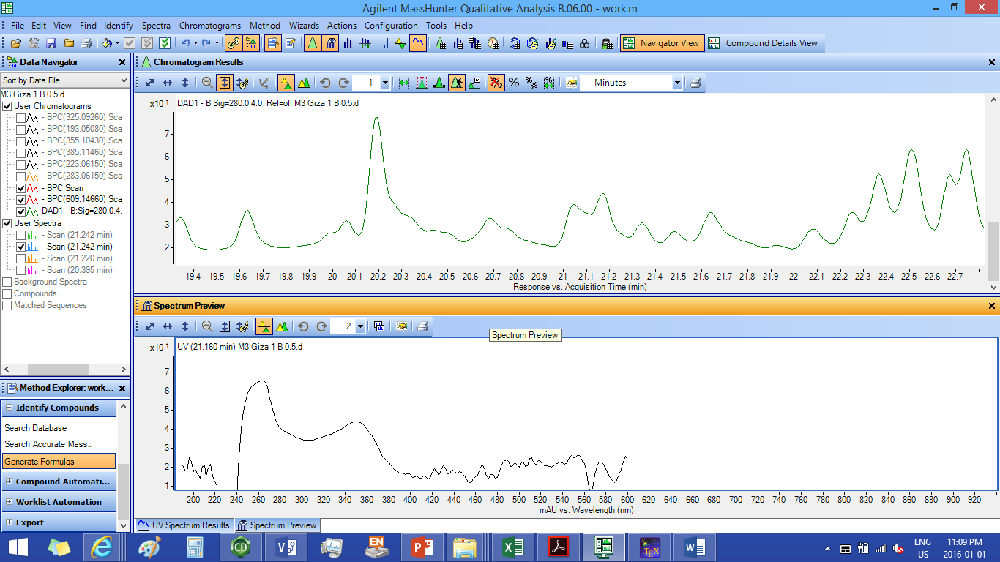 Agilent MassHunter Qualitative Analysis B.06.00 - work.m
File Edit View Find Identify Spectra Chromatograms Method Wizards Actions Configuration Tools Help
Navigator View Compound Details View
Data Navigator
Sort by Data File
M3 Giza 1 B 0.5.d
User Chromatograms
- BPC(325.09260) Sca
- BPC(193.05080) Sca
- BPC(355.10430) Sca
- BPC(385.11460) Sca
- BPC(223.06150) Sca
- BPC(283.06150) Sca
- BPC Scan
- BPC(609.14660) Sca
DAD1 - B:Sig=280.0,4.
User Spectra
- Scan (21.242 min)
- Scan (21.242 min)
- Scan (21.220 min)
- Scan (20.395 min)
Background Spectra
Compounds
Matched Sequences
Method Explorer: work....
Identify Compounds
Search Database
Search Accurate Mass...
Generate Formulas
Compound Automati...
Worklist Automation
Export
Chromatogram Results
1 Minutes
x10 1
DAD1 - B:Sig=280.0,4.0 Ref=off M3 Giza 1 B 0.5.d
7
6
5
4
3
2
19.4 19.5 19.6 19.7 19.8 19.9 20 20.1 20.2 20.3 20.4 20.5 20.6 20.7 20.8 20.9 21 21.1 21.2 21.3 21.4 21.5 21.6 21.7 21.8 21.9 22 22.1 22.2 22.3 22.4 22.5 22.6 22.7
Response vs. Acquisition Time (min)
Spectrum Preview
2
Spectrum Preview
x10 1
UV (21.160 min) M3 Giza 1 B 0.5.d
7
6
5
4
3
2
1
200 220 240 260 280 300 320 340 360 380 400 420 440 460 480 500 520 540 560 580 600 620 640 660 680 700 720 740 760 780 800 820 840 860 880 900 920
mAU vs. Wavelength (nm)
UV Spectrum Results Spectrum Preview
CD
EN
TEX
ENG
US
11:09 PM
2016-01-01